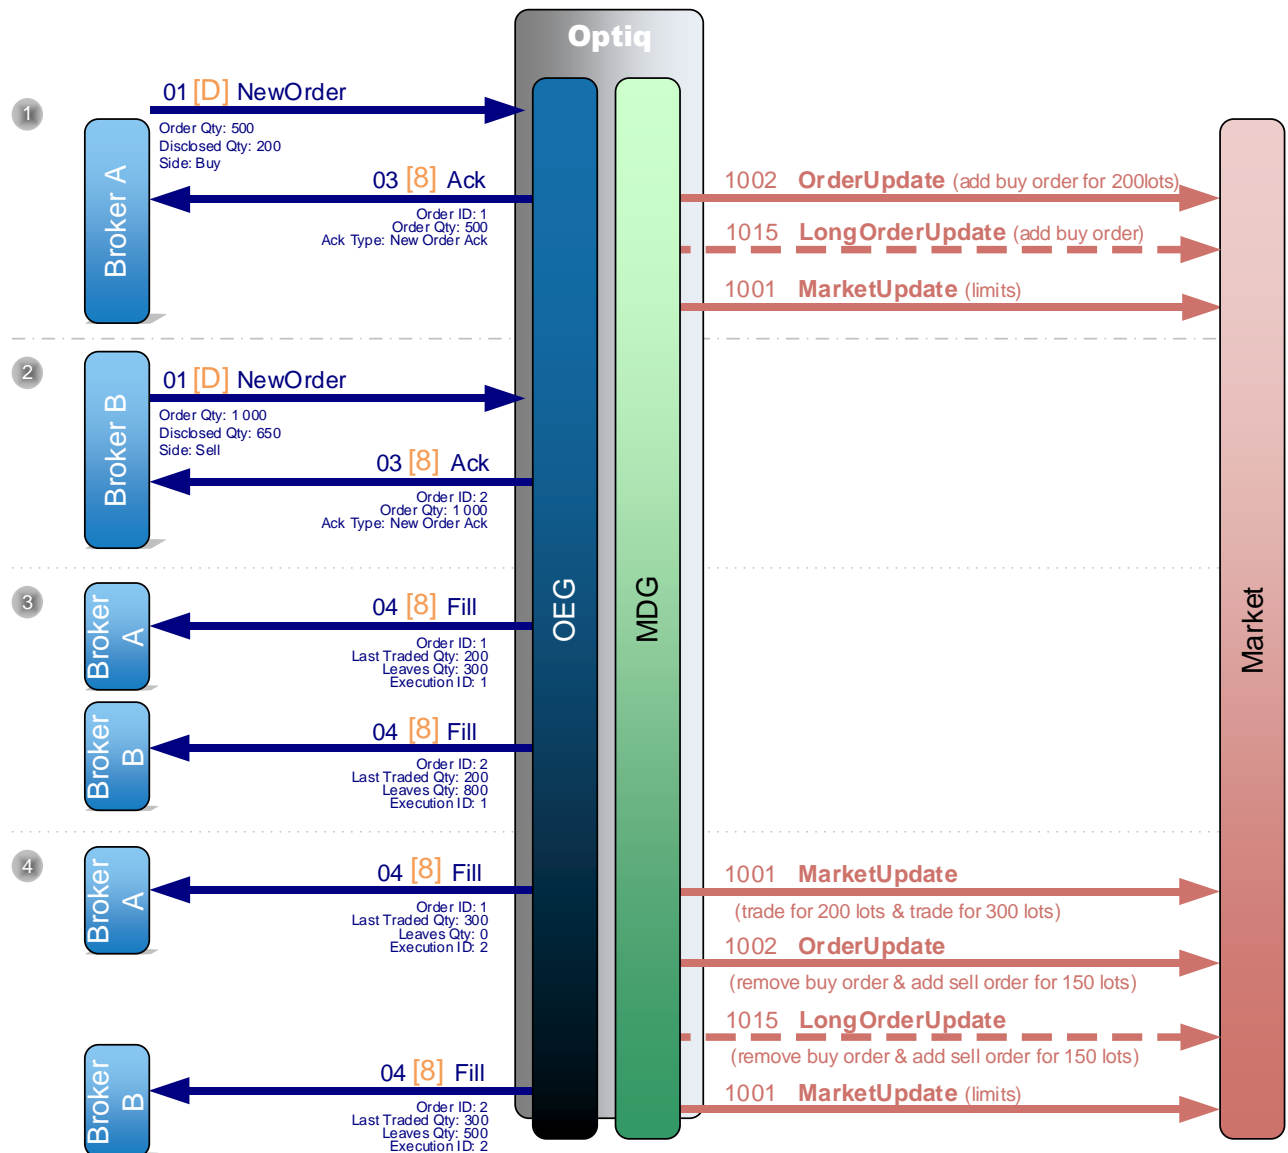 Optiq
OEG
MDG
Market
1
Broker A
01 [D] NewOrder
Order Qty: 500
Disclosed Qty: 200
Side: Buy
03 [8] Ack
Order ID: 1
Order Qty: 500
Ack Type: New Order Ack
1002 OrderUpdate (add buy order for 200lots)
1015 LongOrderUpdate (add buy order)
1001 MarketUpdate (limits)
2
Broker B
01 [D] NewOrder
Order Qty: 1 000
Disclosed Qty: 650
Side: Sell
03 [8] Ack
Order ID: 2
Order Qty: 1 000
Ack Type: New Order Ack
3
Broker
A
04 [8] Fill
Order ID: 1
Last Traded Qty: 200
Leaves Qty: 300
Execution ID: 1
Broker
B
04 [8] Fill
Order ID: 2
Last Traded Qty: 200
Leaves Qty: 800
Execution ID: 1
4
Broker
A
04 [8] Fill
Order ID: 1
Last Traded Qty: 300
Leaves Qty: 0
Execution ID: 2
1001 MarketUpdate
(trade for 200 lots & trade for 300 lots)
1002 OrderUpdate
(remove buy order & add sell order for 150 lots)
1015 LongOrderUpdate
(remove buy order & add sell order for 150 lots)
Broker
B
04 [8] Fill
Order ID: 2
Last Traded Qty: 300
Leaves Qty: 500
Execution ID: 2
1001 MarketUpdate (limits)